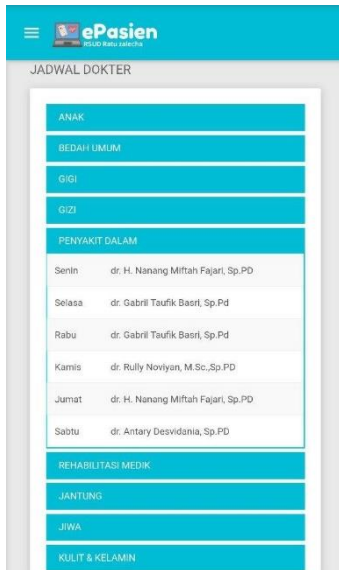 ePasien
RSUD Ratu zalecha
JADWAL DOKTER
ANAK
BEDAH UMUM
GIGI
GIZI
PENYAKIT DALAM
Senin dr. H. Nanang Miftah Fajari, Sp.PD
Selasa dr. Gabril Taufik Basri, Sp.Pd
Rabu dr. Gabril Taufik Basri, Sp.Pd
Kamis dr. Rully Noviyan, M.Sc.,Sp.PD
Jumat dr. H. Nanang Miftah Fajari, Sp.PD
Sabtu dr. Antary Desvidania, Sp.PD
REHABILITASI MEDIK
JANTUNG
JIWA
KULIT & KELAMIN